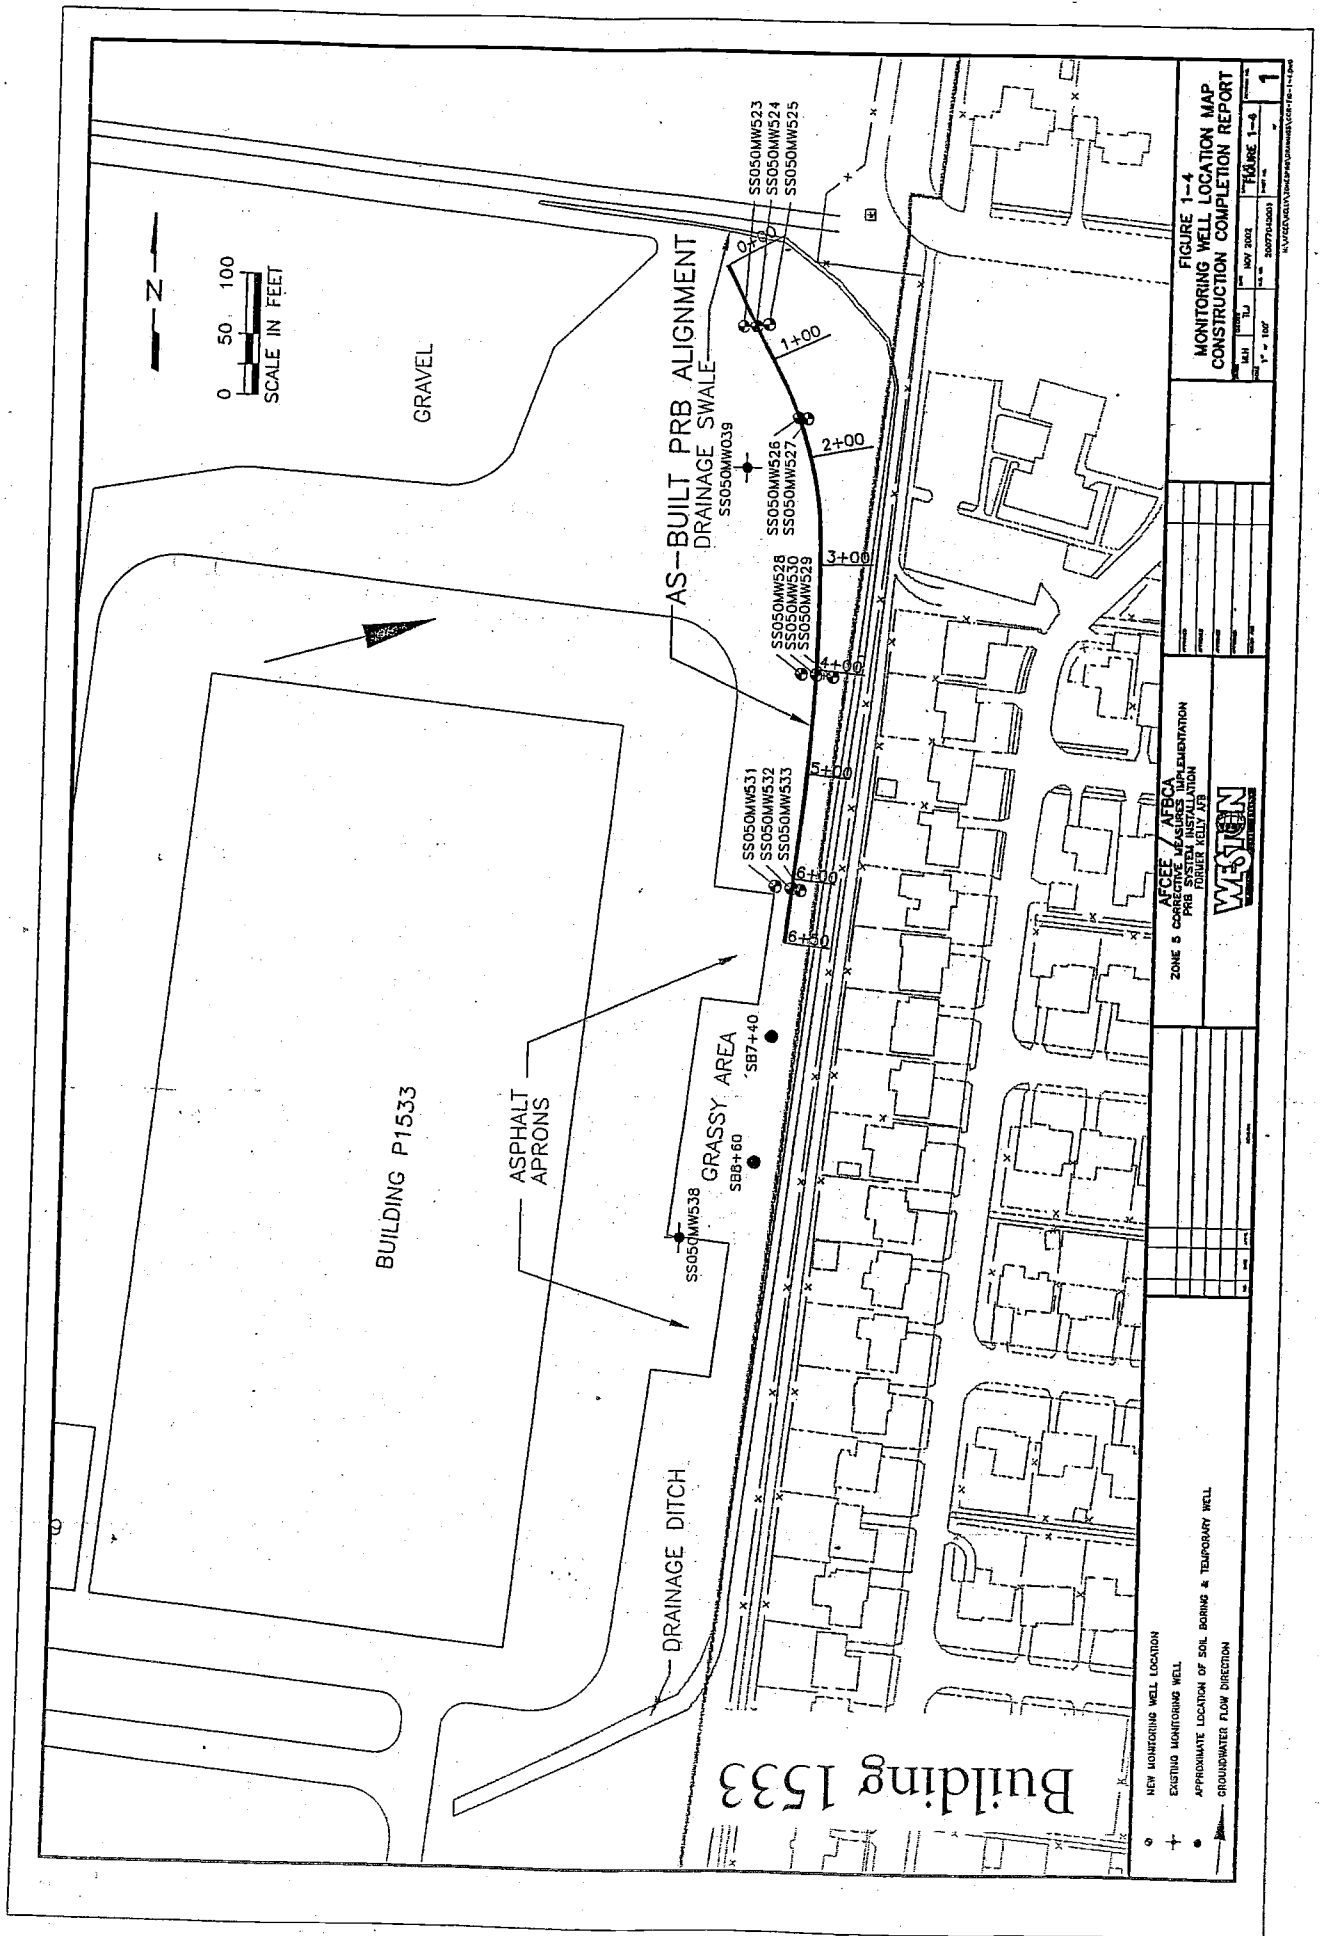 N
0 50 100
SCALE IN FEET
GRAVEL
AS-BUILT PRB ALIGNMENT
DRAINAGE SWALE
SS050MW039
SS050MW523
SS050MW524
SS050MW525
0+00
1+00
SS050MW526
SS050MW527
2+00
3+00
SS050MW528
SS050MW530
SS050MW529
4+00
5+00
SS050MW531
SS050MW532
SS050MW533
6+00
6+50
BUILDING P1533
ASPHALT
APRONS
GRASSY AREA
SB7+40
SB8+60
SS050MW538
DRAINAGE DITCH
Building 1533
NEW MONITORING WELL LOCATION
EXISTING MONITORING WELL
APPROXIMATE LOCATION OF SOIL BORING & TEMPORARY WELL
GROUNDWATER FLOW DIRECTION
AFCEE / AFBCA
ZONE 5 CORRECTIVE MEASURES IMPLEMENTATION
PRB SYSTEM INSTALLATION
FORMER KELLY AFB
WESTON
FIGURE 1-4
MONITORING WELL LOCATION MAP
CONSTRUCTION COMPLETION REPORT
NOV 2002
FIGURE 1-4
1
1" = 100'